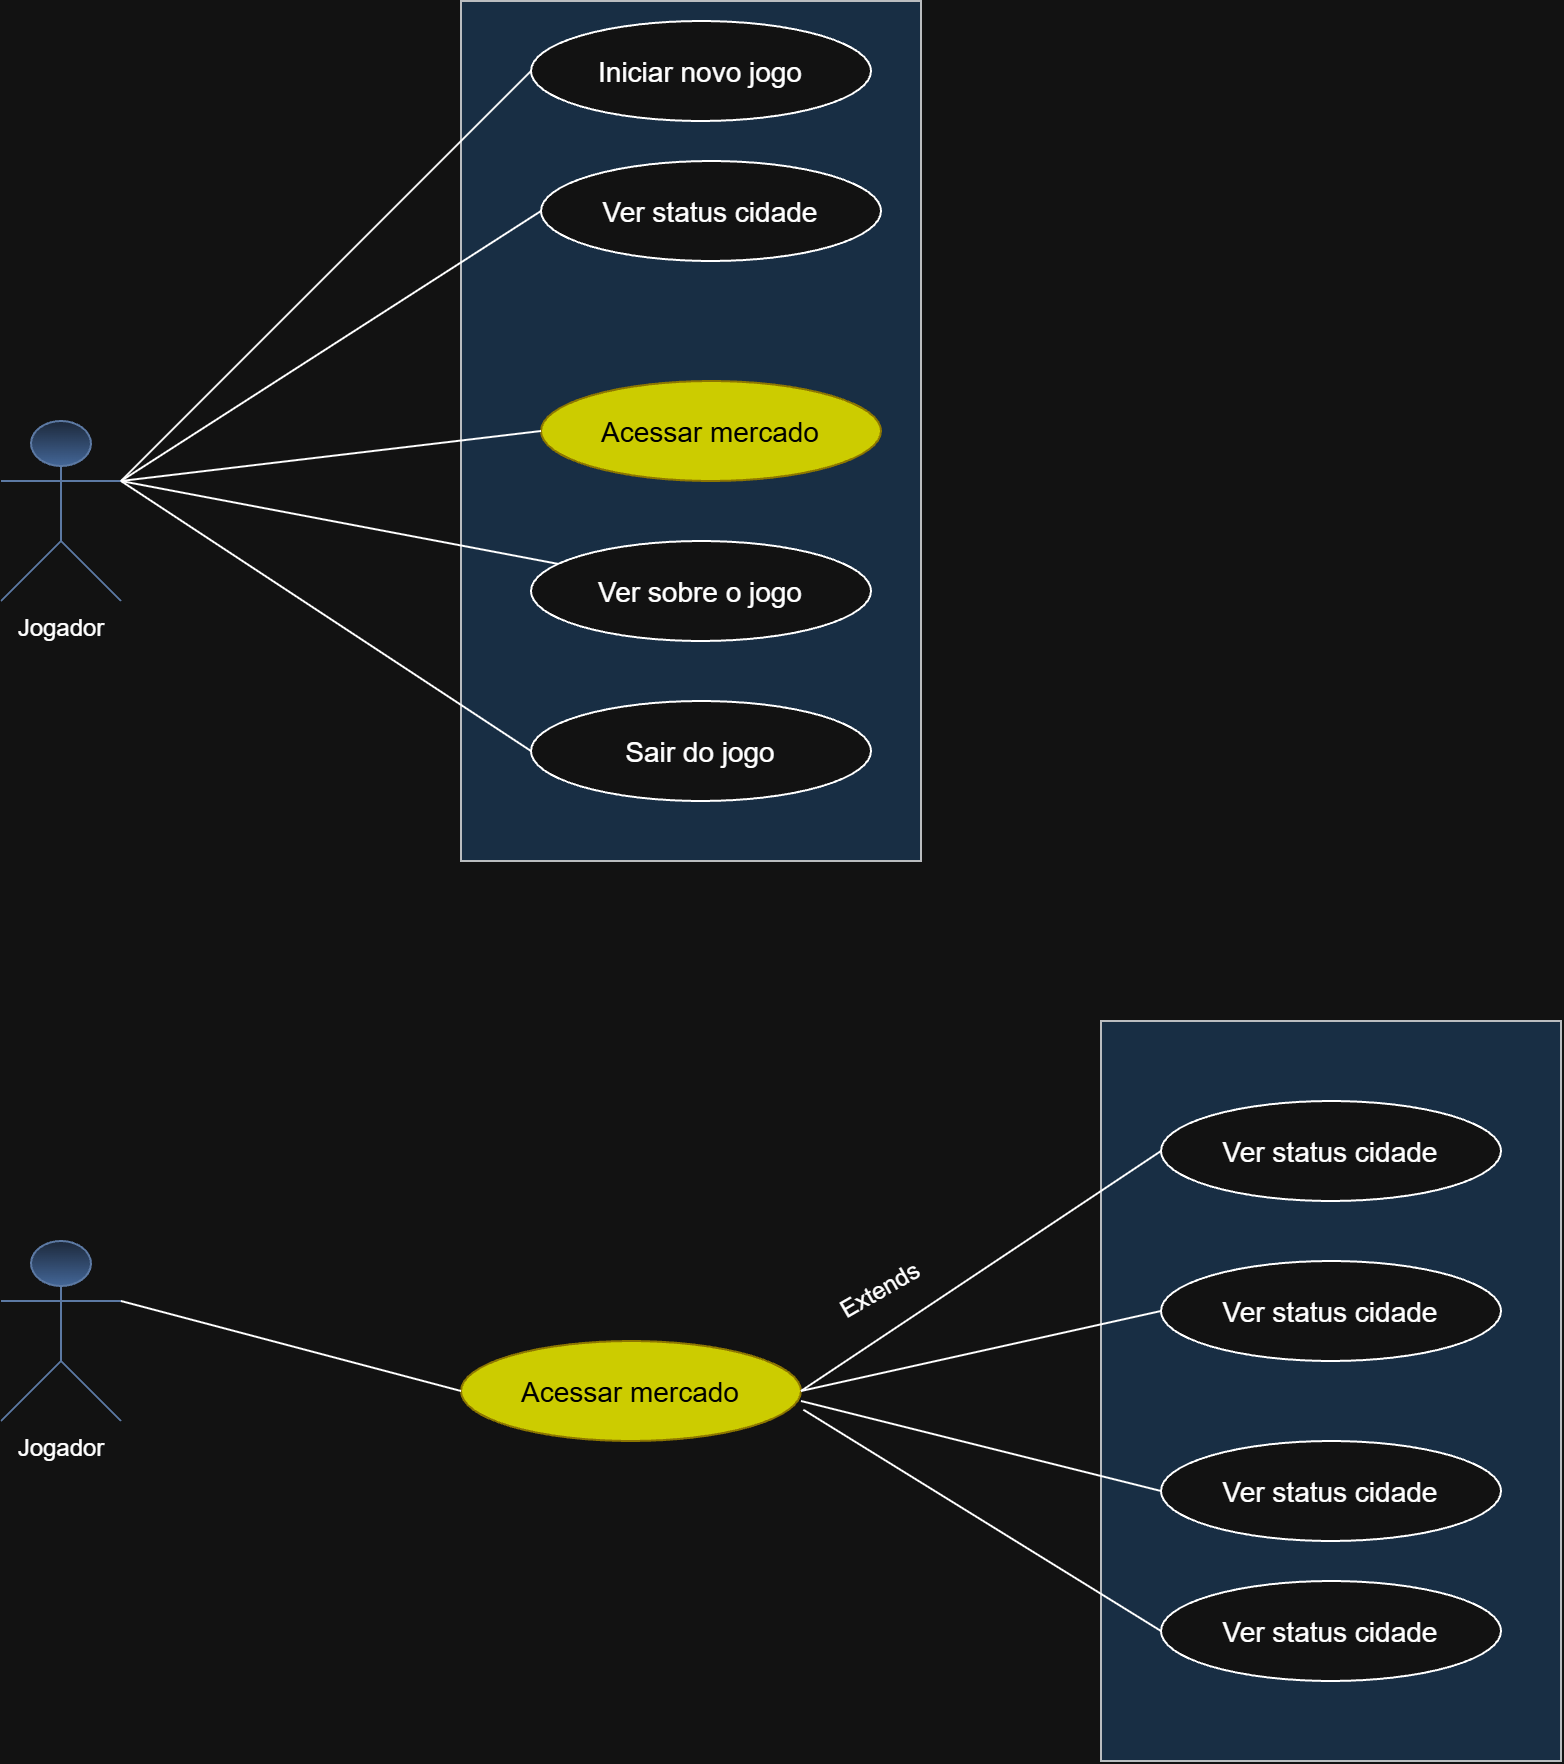 Iniciar novo jogo
Ver status cidade
Acessar mercado
Ver sobre o jogo
Jogador
Sair do jogo
Ver status cidade
Extends
Ver status cidade
Acessar mercado
Jogador
Ver status cidade
Ver status cidade